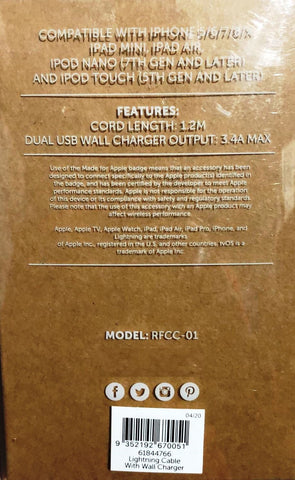 COMPATIBLE WITH IPHONE 5/6/7/8/X
IPAD MINI, IPAD AIR,
IPOD NANO (7TH GEN AND LATER)
AND IPOD TOUCH (5TH GEN AND LATER)
FEATURES:
CORD LENGTH: 1.2M
DUAL USB WALL CHARGER OUTPUT: 3.4A MAX
Use of the Made for Apple badge means that an accessory has been
designed to connect specifically to the Apple product(s) identified in
the badge, and has been certified by the developer to meet Apple
performance standards. Apple is not responsible for the operation
of this device or its compliance with safety and regulatory standards.
Please note that the use of this accessory with an Apple product may
affect wireless performance.
Apple, Apple TV, Apple Watch, iPad, iPad Air, iPad Pro, iPhone, and
Lightning are trademarks
of Apple Inc., registered in the U.S. and other countries. tvOS is a
trademark of Apple Inc.
MODEL: RFCC-01
04/20
9 352192 670051
61844766
Lightning Cable
With Wall Charger